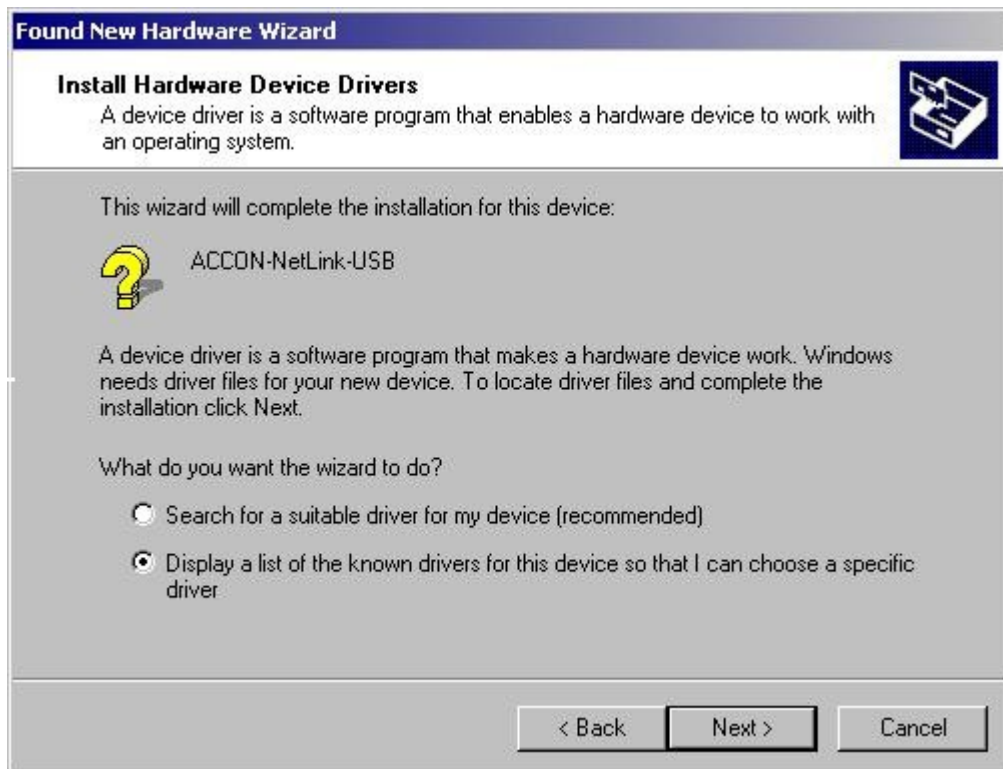 Found New Hardware Wizard
Install Hardware Device Drivers
A device driver is a software program that enables a hardware device to work with
an operating system.
This wizard will complete the installation for this device:
ACCON-NetLink-USB
A device driver is a software program that makes a hardware device work. Windows
needs driver files for your new device. To locate driver files and complete the
installation click Next.
What do you want the wizard to do?
Search for a suitable driver for my device (recommended)
Display a list of the known drivers for this device so that I can choose a specific
driver
< Back Next > Cancel